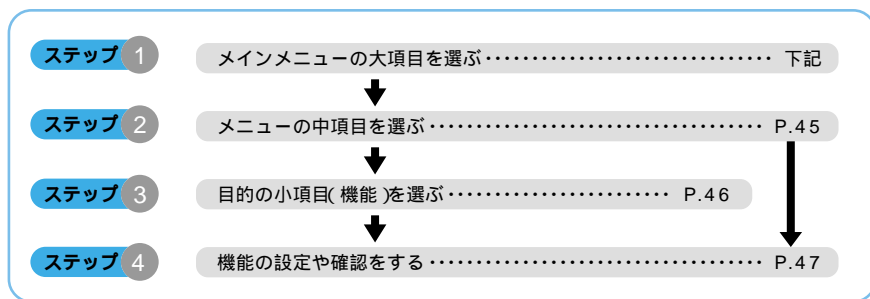 ステップ 1 メインメニューの大項目を選ぶ・・・・・・・・・・・・・・・・・・・・・・・・・・・・・・ 下記
ステップ 2 メニューの中項目を選ぶ・・・・・・・・・・・・・・・・・・・・・・・・・・・・・・・・・・ P.45
ステップ 3 目的の小項目( 機能 )を選ぶ・・・・・・・・・・・・・・・・・・・・・・・ P.46
ステップ 4 機能の設定や確認をする・・・・・・・・・・・・・・・・・・・・・・・・・・・・・・・・・・ P.47